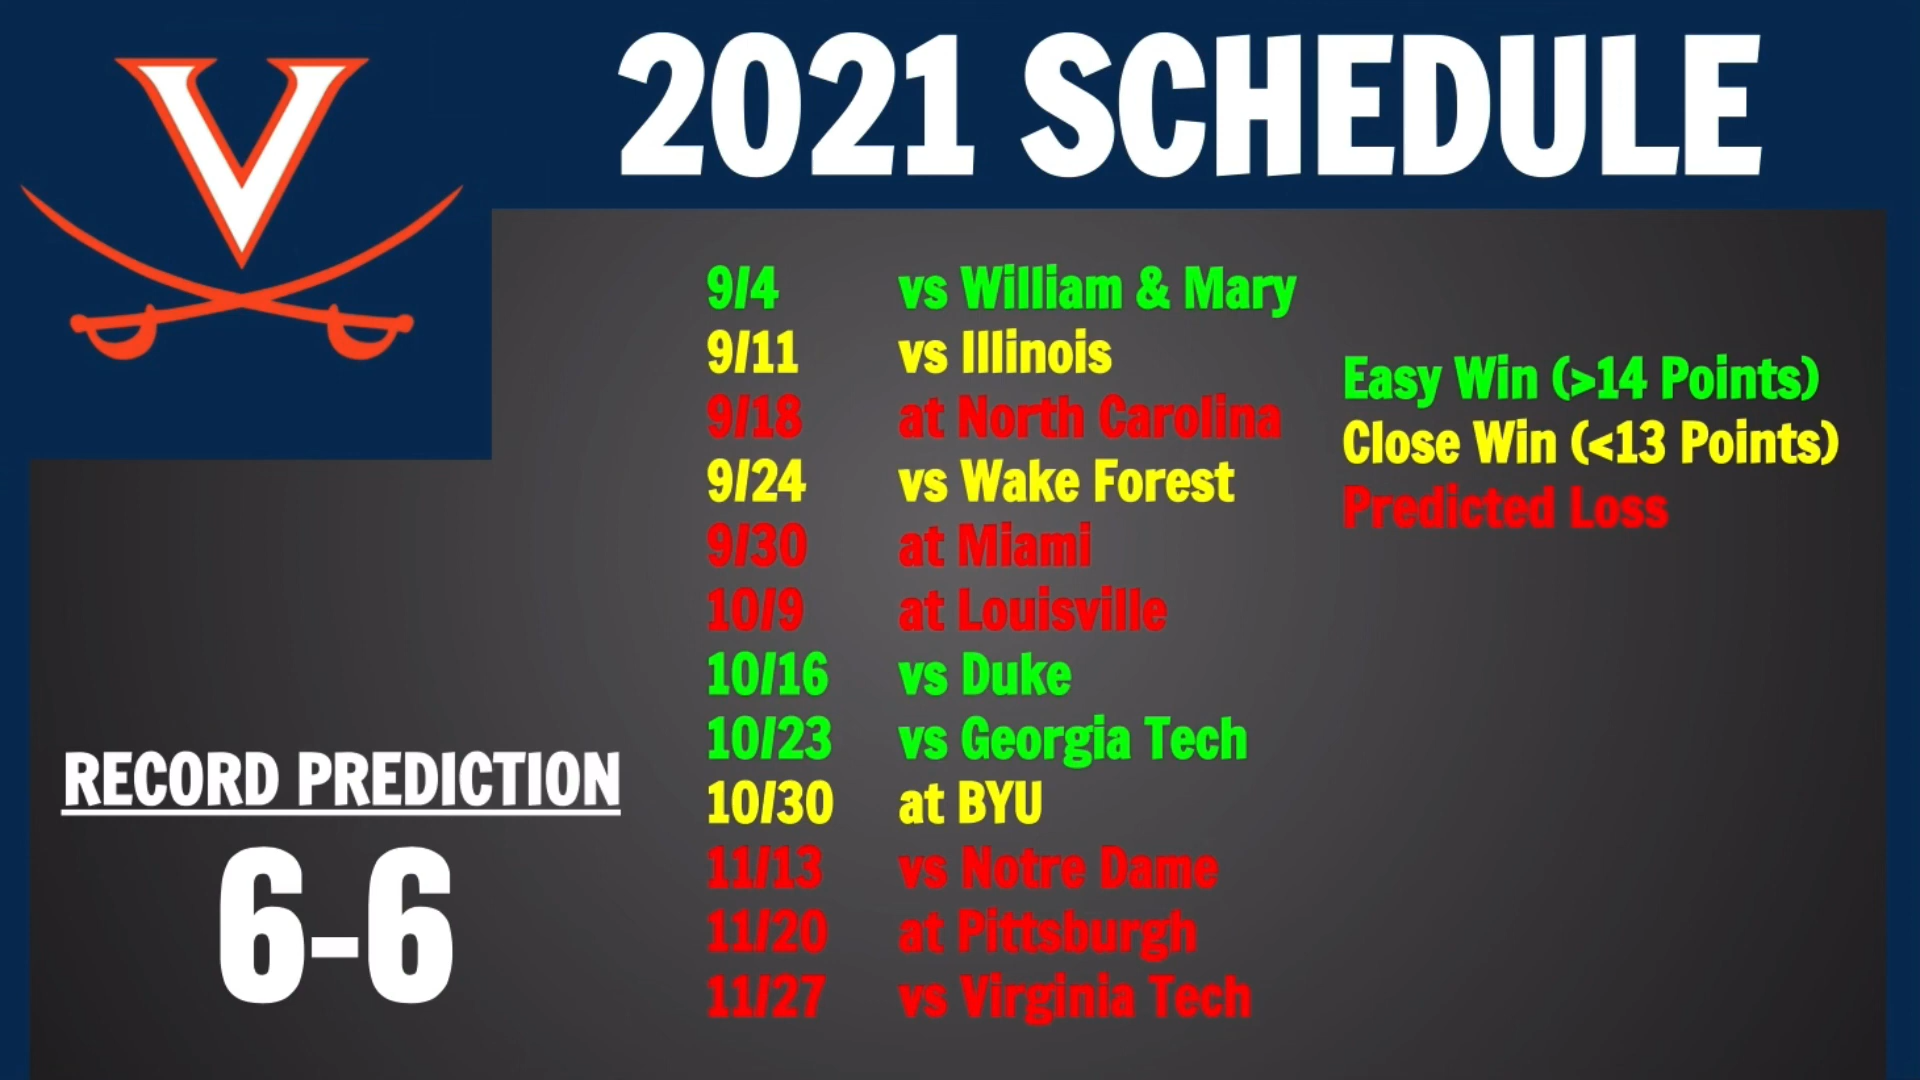 V
2021 SCHEDULE
9/4 vs William & Mary
9/11 vs Illinois
9/18 at North Carolina
9/24 vs Wake Forest
9/30 at Miami
10/9 at Louisville
10/16 vs Duke
10/23 vs Georgia Tech
10/30 at BYU
11/13 vs Notre Dame
11/20 at Pittsburgh
11/27 vs Virginia Tech
Easy Win (>14 Points)
Close Win (<13 Points)
Predicted Loss
RECORD PREDICTION
6-6